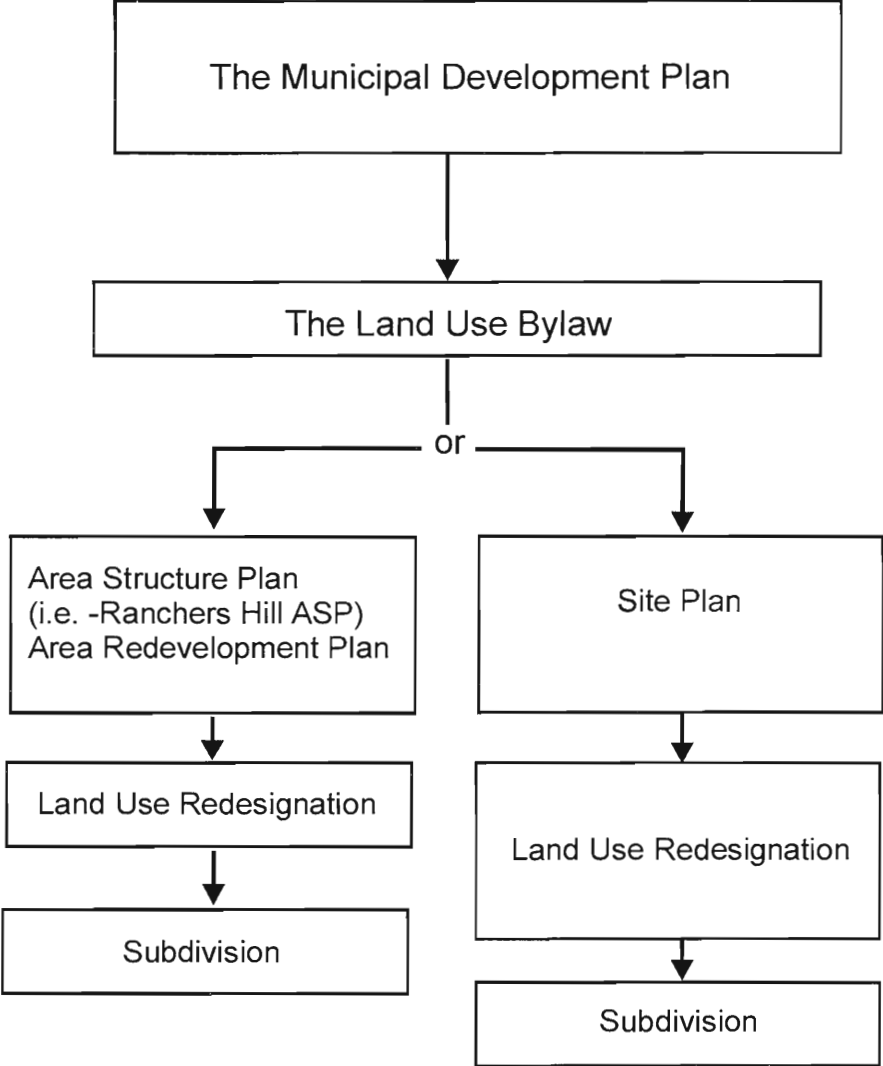 The Municipal Development Plan
The Land Use Bylaw
or
Area Structure Plan
(i.e. -Ranchers Hill ASP)
Area Redevelopment Plan
Site Plan
Land Use Redesignation
Land Use Redesignation
Subdivision
Subdivision